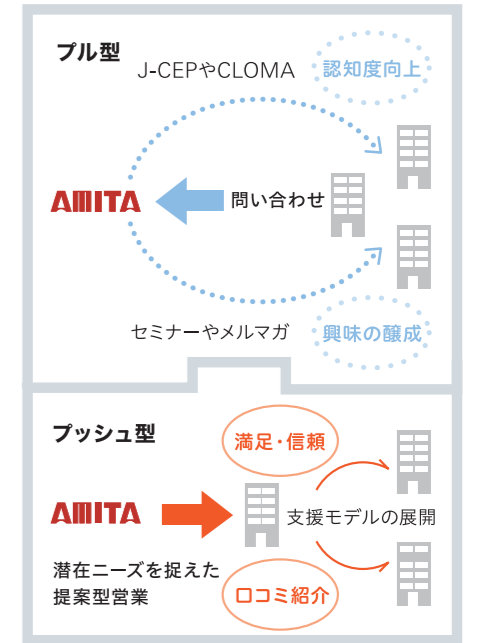 プル型
J-CEPやCLOMA
認知度向上
AMITA
問い合わせ
セミナーやメルマガ
興味の醸成
プッシュ型
満足・信頼
AMITA
支援モデルの展開
潜在ニーズを捉えた
提案型営業
口コミ紹介